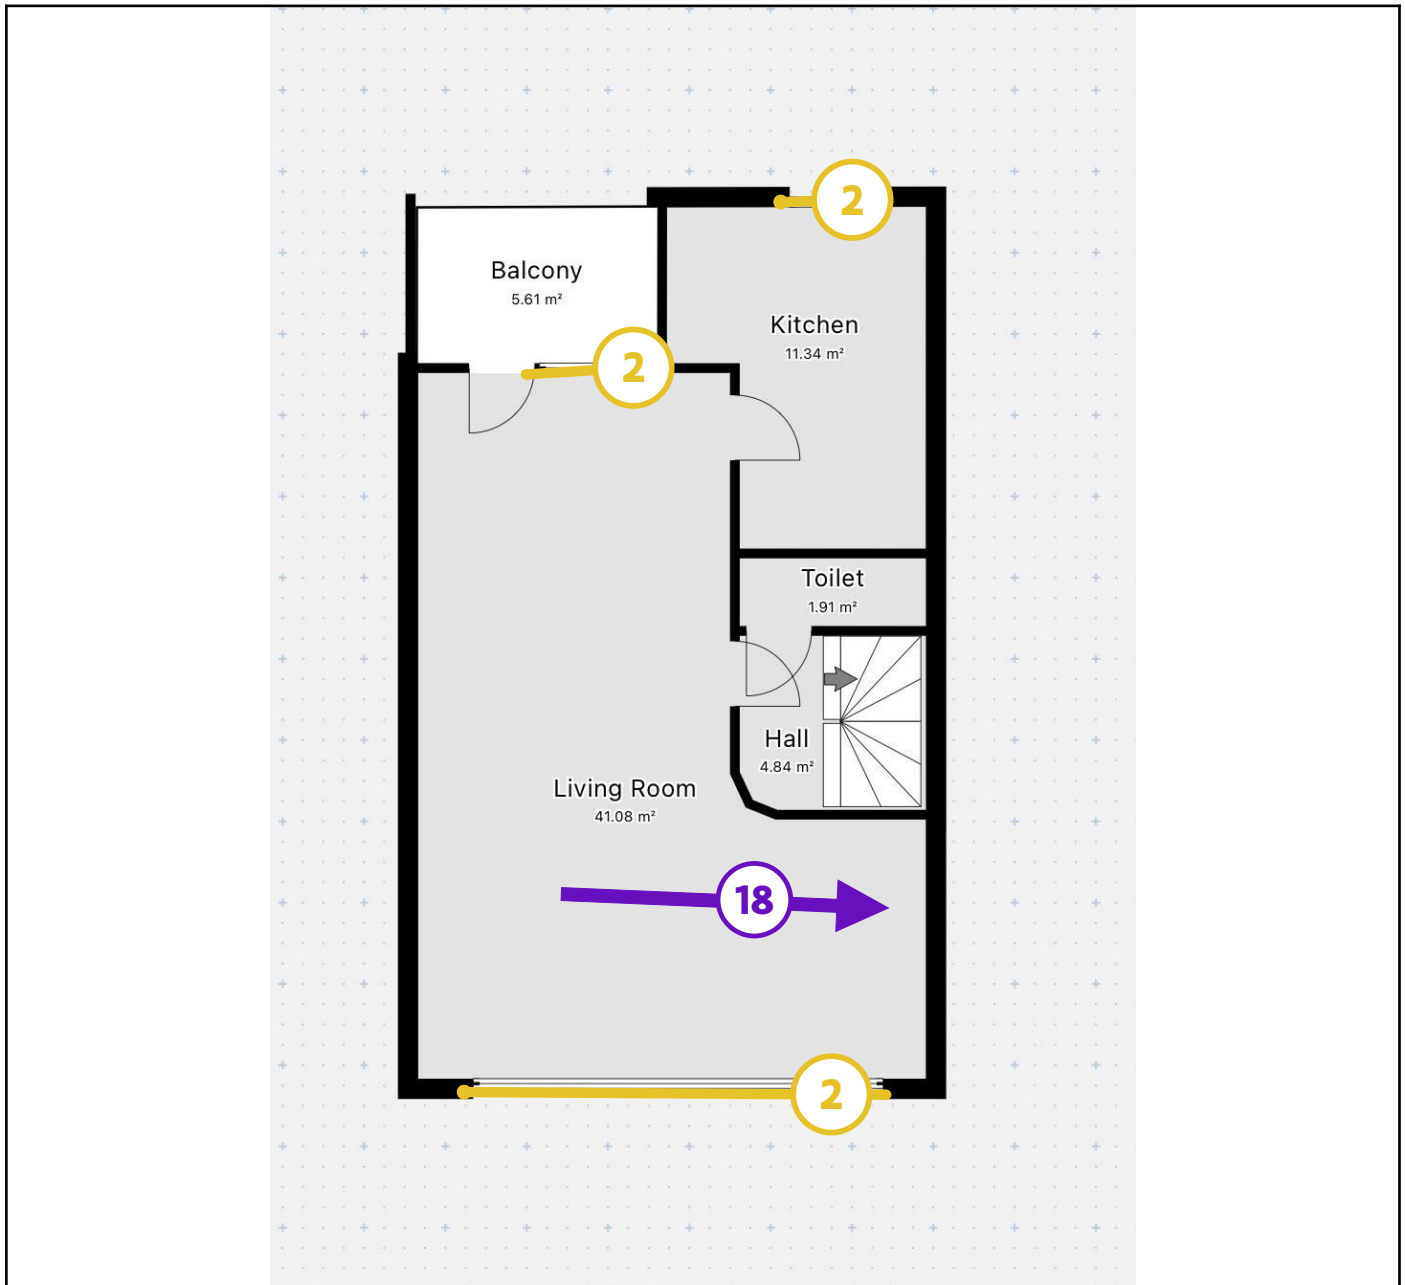 2
Balcony
5.61 m²
Kitchen
11.34 m²
2
Toilet
1.91 m²
Hall
4.84 m²
Living Room
41.08 m²
18
2